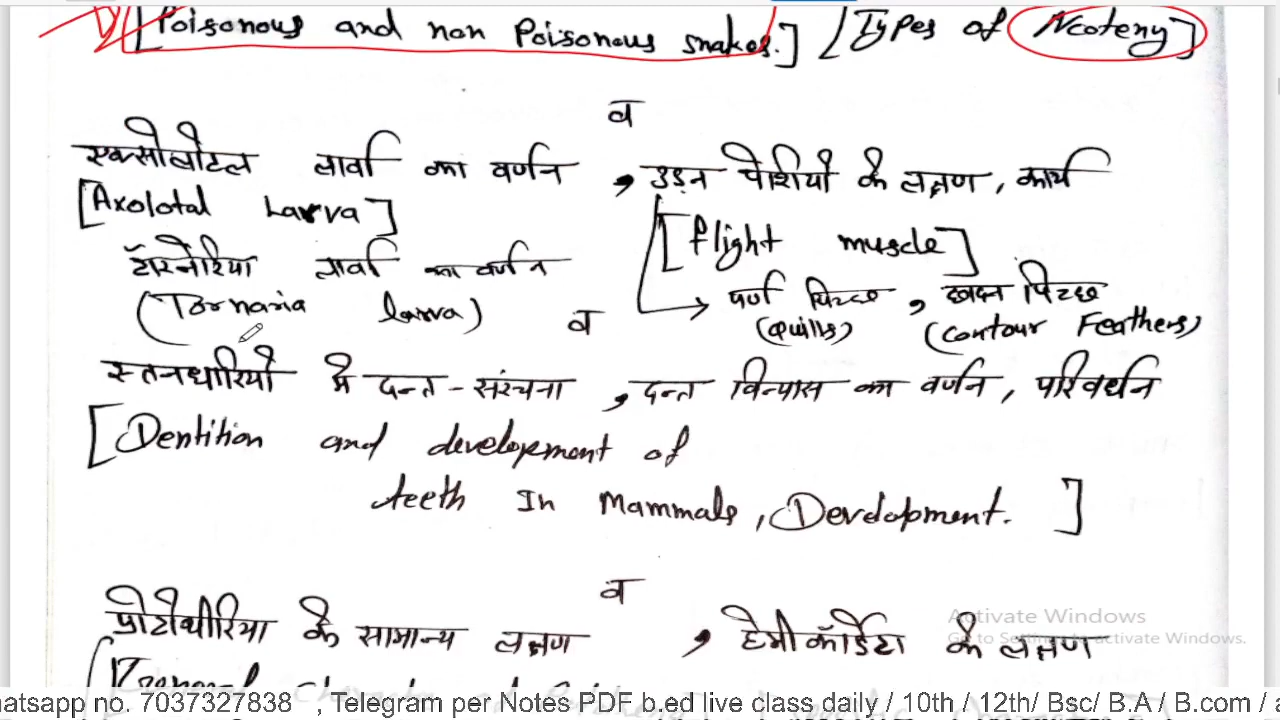 [Poisonous and non Poisonous snakes.] [Types of Neoteny]
व
एक्सोलोटल लार्वा का वर्णन , उड़न पेशियों के लक्षण, कार्य
[Axolotal Larva]
[flight muscle]
टॉरनेरिया लार्वा का वर्णन
पर्ण पिच्छ ,
पिच्छ
(Tornaria larva)
व
(Quills)
(Contour Feathers)
स्तनधारियों में दन्त-संरचना , दन्त विन्यास का वर्णन, परिवर्धन
[Dentition and development of
teeth In Mammals, Development. ]
व
प्रोटोथीरिया के सामान्य लक्षण , हेमीकॉर्डेटा के लक्षण
Activate Windows
Go to Settings to activate Windows.
hatsapp no. 7037327838 , Telegram per Notes PDF b.ed live class daily / 10th / 12th/ Bsc/ B.A / B.com /